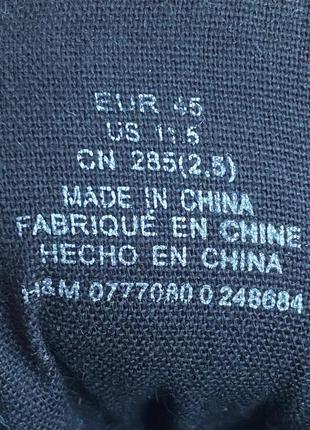 EUR 45
US 11.5
CN 285(2.5)
MADE IN CHINA
FABRIQUÉ EN CHINE
HECHO EN CHINA
H&M 0777080 0 248684